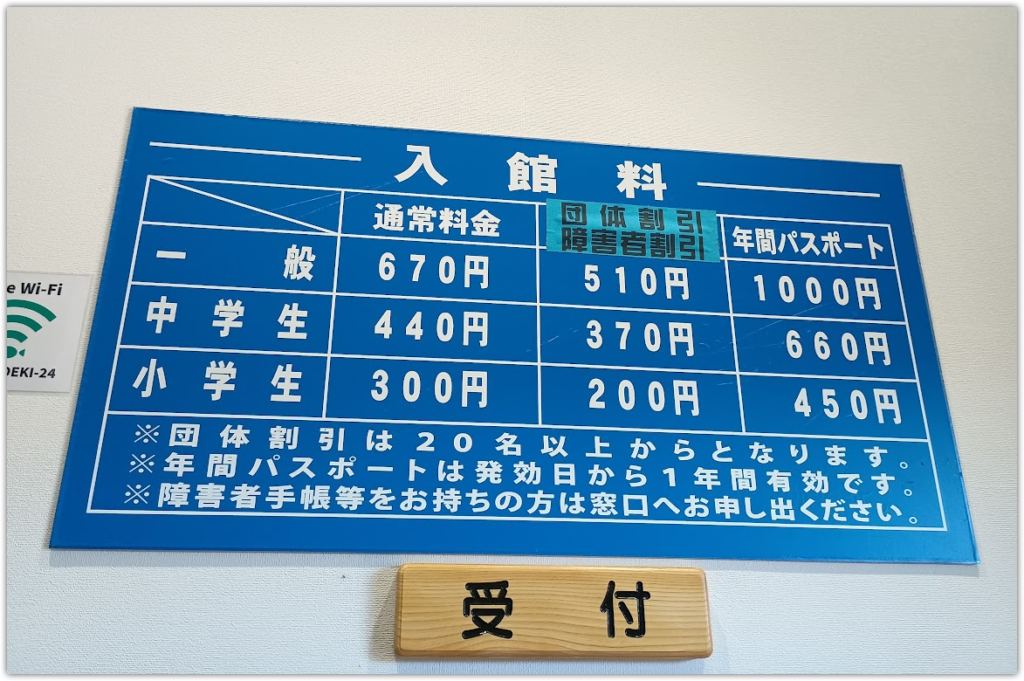 入館料
通常料金 団体割引 障害者割引 年間パスポート
一般 670円 510円 1000円
中学生 440円 370円 660円
小学生 300円 200円 450円
※団体割引は20名以上からとなります。
※年間パスポートは発効日から1年間有効です。
※障害者手帳等をお持ちの方は窓口へお申し出ください。
受付
e Wi-Fi
DEKI-24